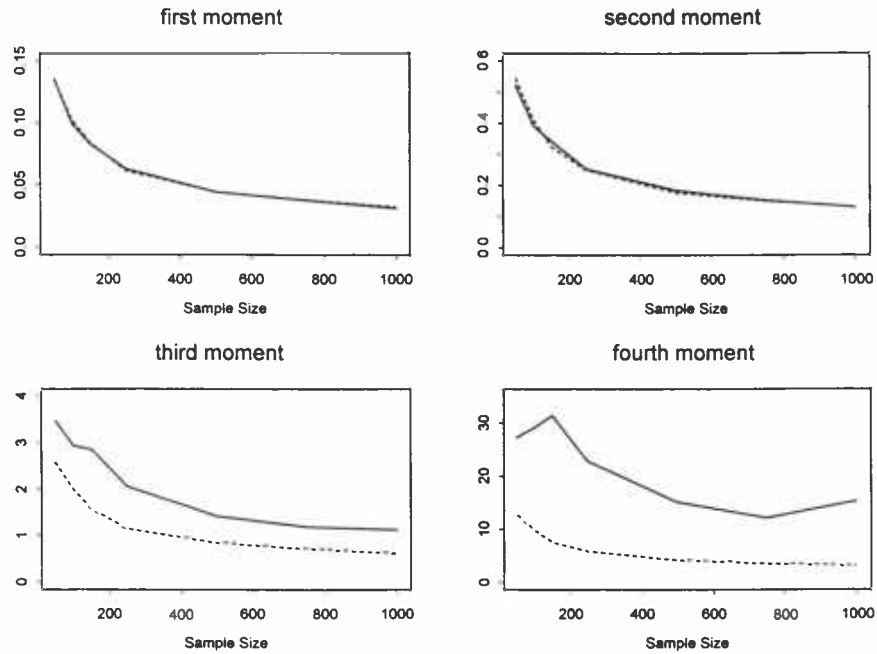 first moment
0.15
0.10
0.05
0.0
200 400 600 800 1000
Sample Size
second moment
0.6
0.4
0.2
0.0
200 400 600 800 1000
Sample Size
third moment
4
3
2
1
0
200 400 600 800 1000
Sample Size
fourth moment
30
20
10
0
200 400 600 800 1000
Sample Size